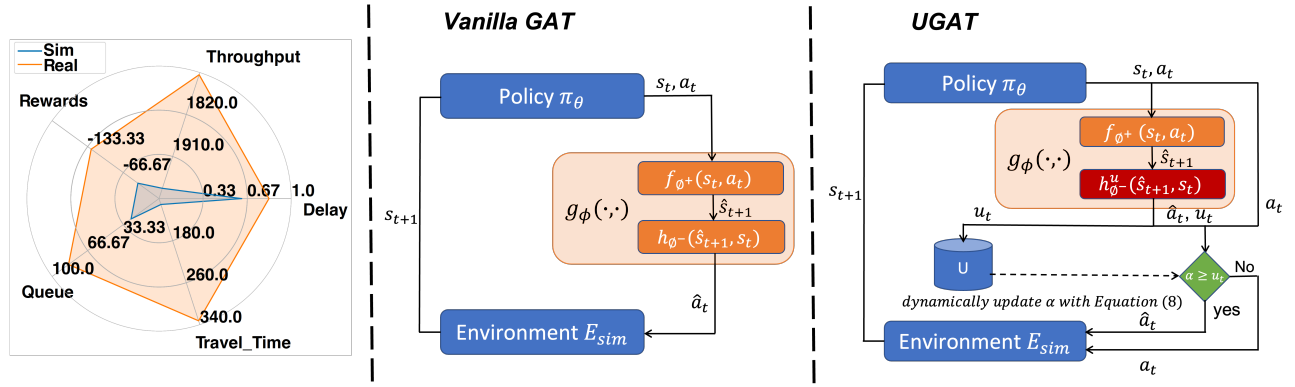 Sim
Real
Throughput
Rewards
1820.0
-133.33
1910.0
-66.67
0.33
0.67
1.0
Delay
33.33
180.0
66.67
260.0
100.0
Queue
340.0
Travel_Time
Vanilla GAT
Policy π_θ
s_t, a_t
f_{ø^+}(s_t, a_t)
g_ϕ(·,·)
ŝ_{t+1}
h_{ø^-}(ŝ_{t+1}, s_t)
s_{t+1}
â_t
Environment E_{sim}
UGAT
Policy π_θ
s_t, a_t
f_{ø^+}(s_t, a_t)
g_ϕ(·,·)
ŝ_{t+1}
h^u_{ø^-}(ŝ_{t+1}, s_t)
s_{t+1}
u_t
â_t, u_t
a_t
U
α ≥ u_t
No
dynamically update α with Equation (8)
yes
â_t
Environment E_{sim}
a_t